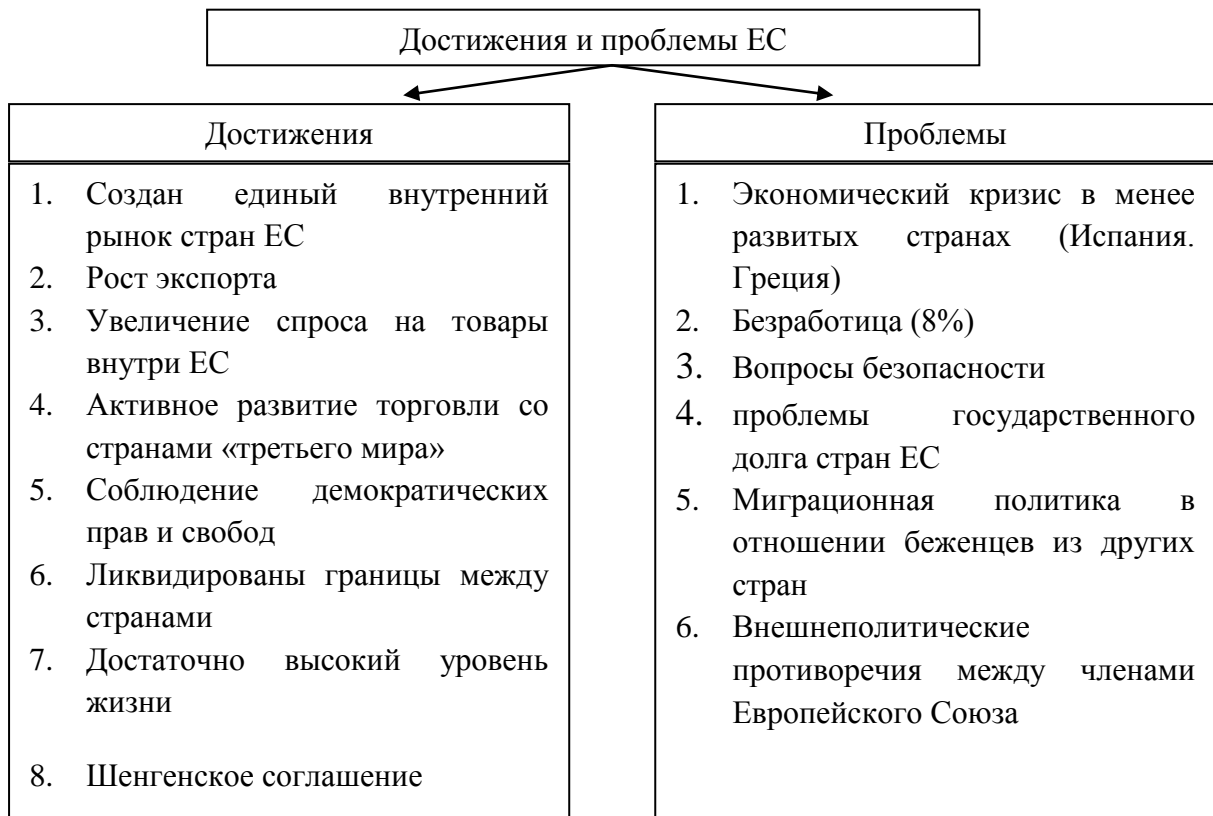 Достижения и проблемы ЕС
Достижения
1. Создан единый внутренний
рынок стран ЕС
2. Рост экспорта
3. Увеличение спроса на товары
внутри ЕС
4. Активное развитие торговли со
странами «третьего мира»
5. Соблюдение демократических
прав и свобод
6. Ликвидированы границы между
странами
7. Достаточно высокий уровень
жизни
8. Шенгенское соглашение
Проблемы
1. Экономический кризис в менее
развитых странах (Испания.
Греция)
2. Безработица (8%)
3. Вопросы безопасности
4. проблемы государственного
долга стран ЕС
5. Миграционная политика в
отношении беженцев из других
стран
6. Внешнеполитические
противоречия между членами
Европейского Союза